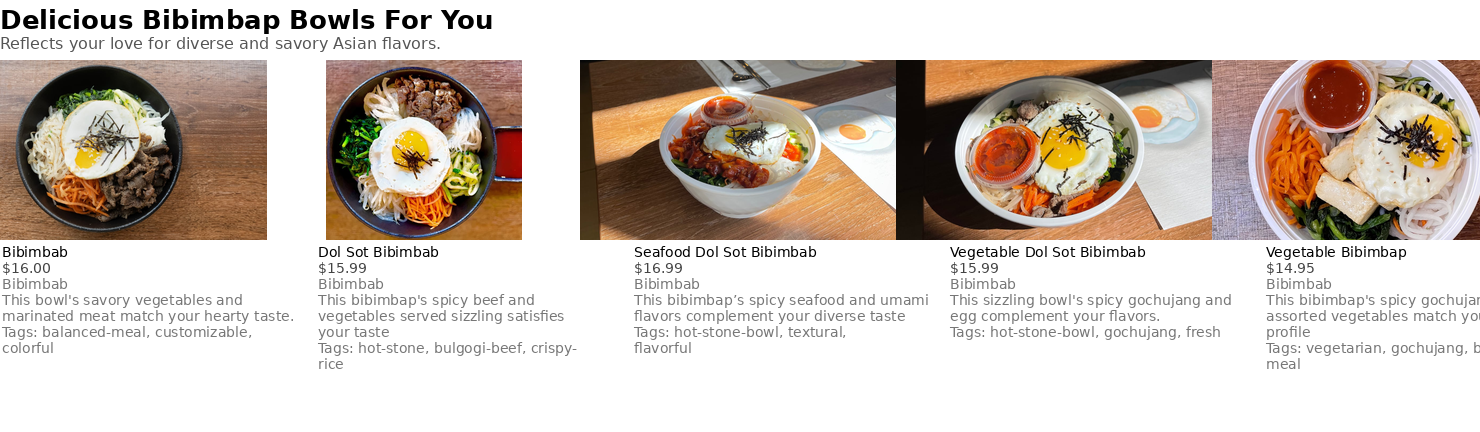 Delicious Bibimbap Bowls For You
Reflects your love for diverse and savory Asian flavors.
Bibimbab
$16.00
Bibimbab
This bowl's savory vegetables and
marinated meat match your hearty taste.
Tags: balanced-meal, customizable,
colorful
Dol Sot Bibimbab
$15.99
Bibimbab
This bibimbap's spicy beef and
vegetables served sizzling satisfies
your taste
Tags: hot-stone, bulgogi-beef, crispy-
rice
Seafood Dol Sot Bibimbab
$16.99
Bibimbab
This bibimbap’s spicy seafood and umami
flavors complement your diverse taste
Tags: hot-stone-bowl, textural,
flavorful
Vegetable Dol Sot Bibimbab
$15.99
Bibimbab
This sizzling bowl's spicy gochujang and
egg complement your flavors.
Tags: hot-stone-bowl, gochujang, fresh
Vegetable Bibimbap
$14.95
Bibimbab
This bibimbap's spicy
assorted vegetables match
profile
Tags: vegetarian, gochujang,
meal